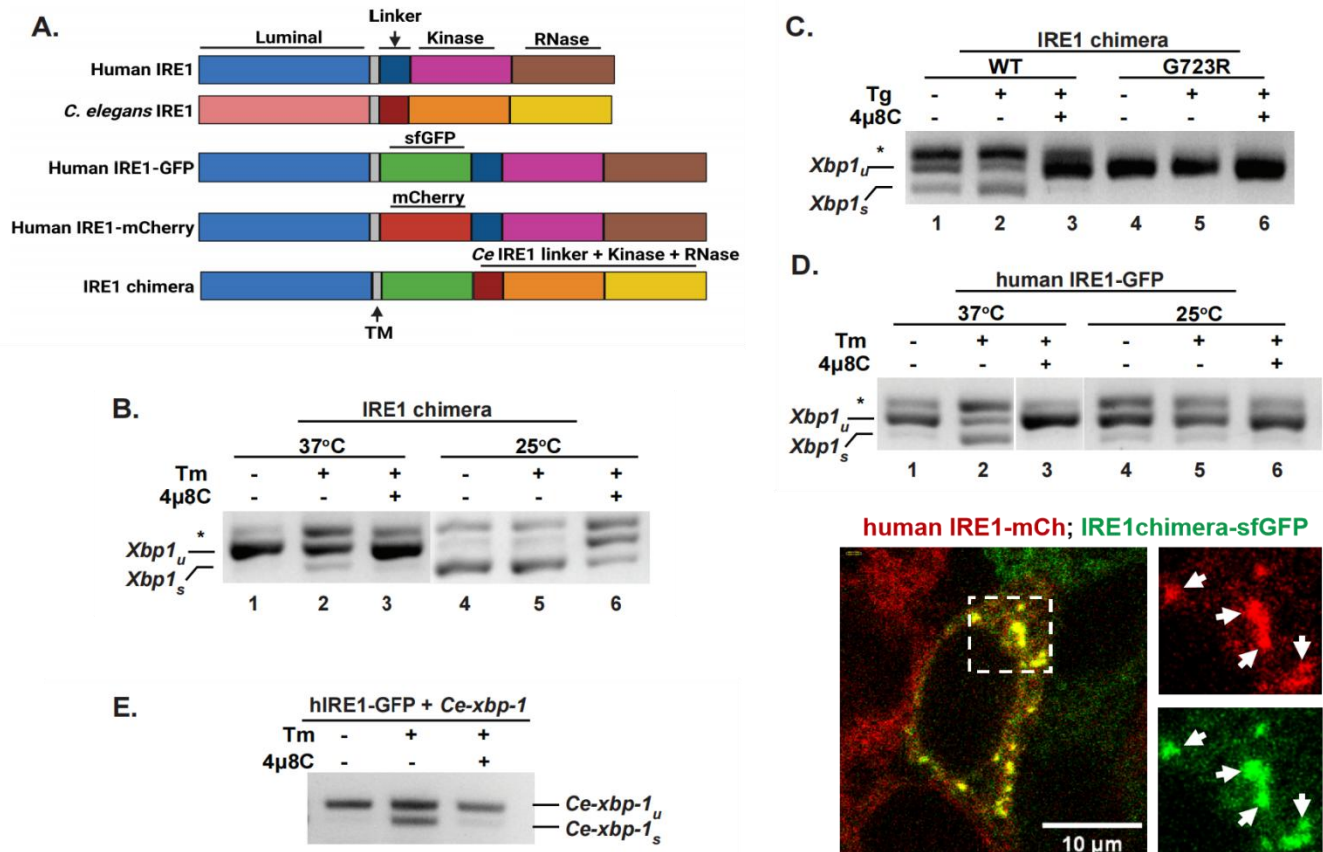 A.
Linker
Luminal Kinase RNase
Human IRE1
C. elegans IRE1
sfGFP
Human IRE1-GFP
mCherry
Human IRE1-mCherry
Ce IRE1 linker + Kinase + RNase
IRE1 chimera
TM
B.
IRE1 chimera
37°C 25°C
Tm - + + - + +
4µ8C - - + - - +
*
Xbp1u
Xbp1s
1 2 3 4 5 6
E.
hIRE1-GFP + Ce-xbp-1
Tm - + +
4µ8C - - +
Ce-xbp-1u
Ce-xbp-1s
C.
IRE1 chimera
WT G723R
Tg - + + - + +
4µ8C - - + - - +
*
Xbp1u
Xbp1s
1 2 3 4 5 6
D.
human IRE1-GFP
37°C 25°C
Tm - + + - + +
4µ8C - - + - - +
*
Xbp1u
Xbp1s
1 2 3 4 5 6
human IRE1-mCh; IRE1chimera-sfGFP
10 µm